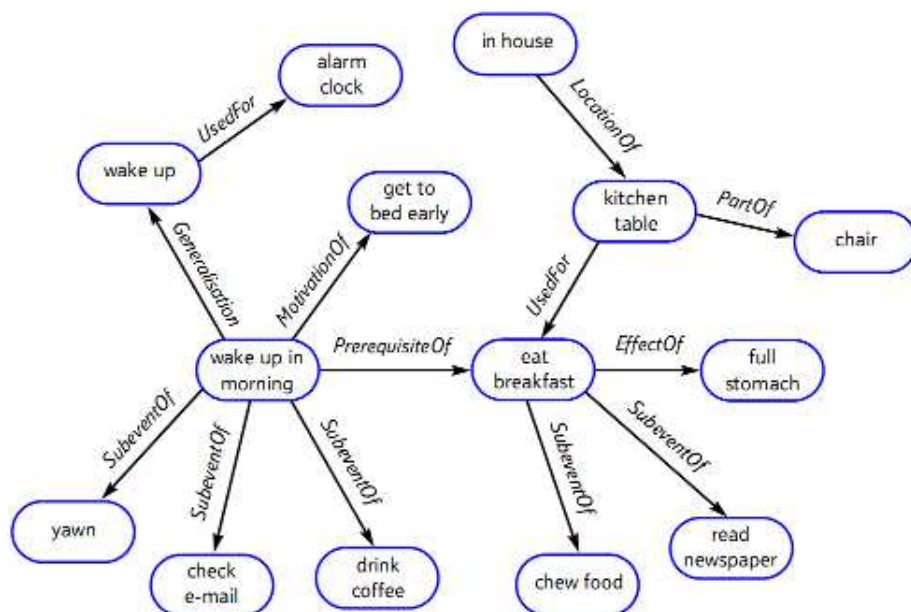 in house
alarm
clock
UsedFor
LocationOf
wake up
get to
bed early
kitchen
table
PartOf
chair
Generalisation
MotivationOf
UsedFor
wake up in
morning
PrerequisiteOf
eat
breakfast
EffectOf
full
stomach
SubeventOf
SubeventOf
SubeventOf
SubeventOf
SubeventOf
yawn
check
e-mail
drink
coffee
chew food
read
newspaper